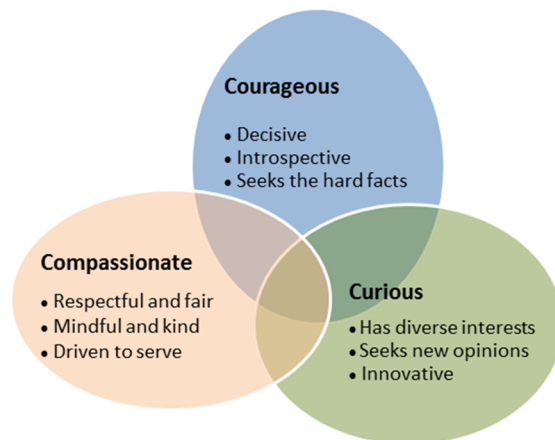 Courageous
• Decisive
• Introspective
• Seeks the hard facts
Compassionate
• Respectful and fair
• Mindful and kind
• Driven to serve
Curious
• Has diverse interests
• Seeks new opinions
• Innovative